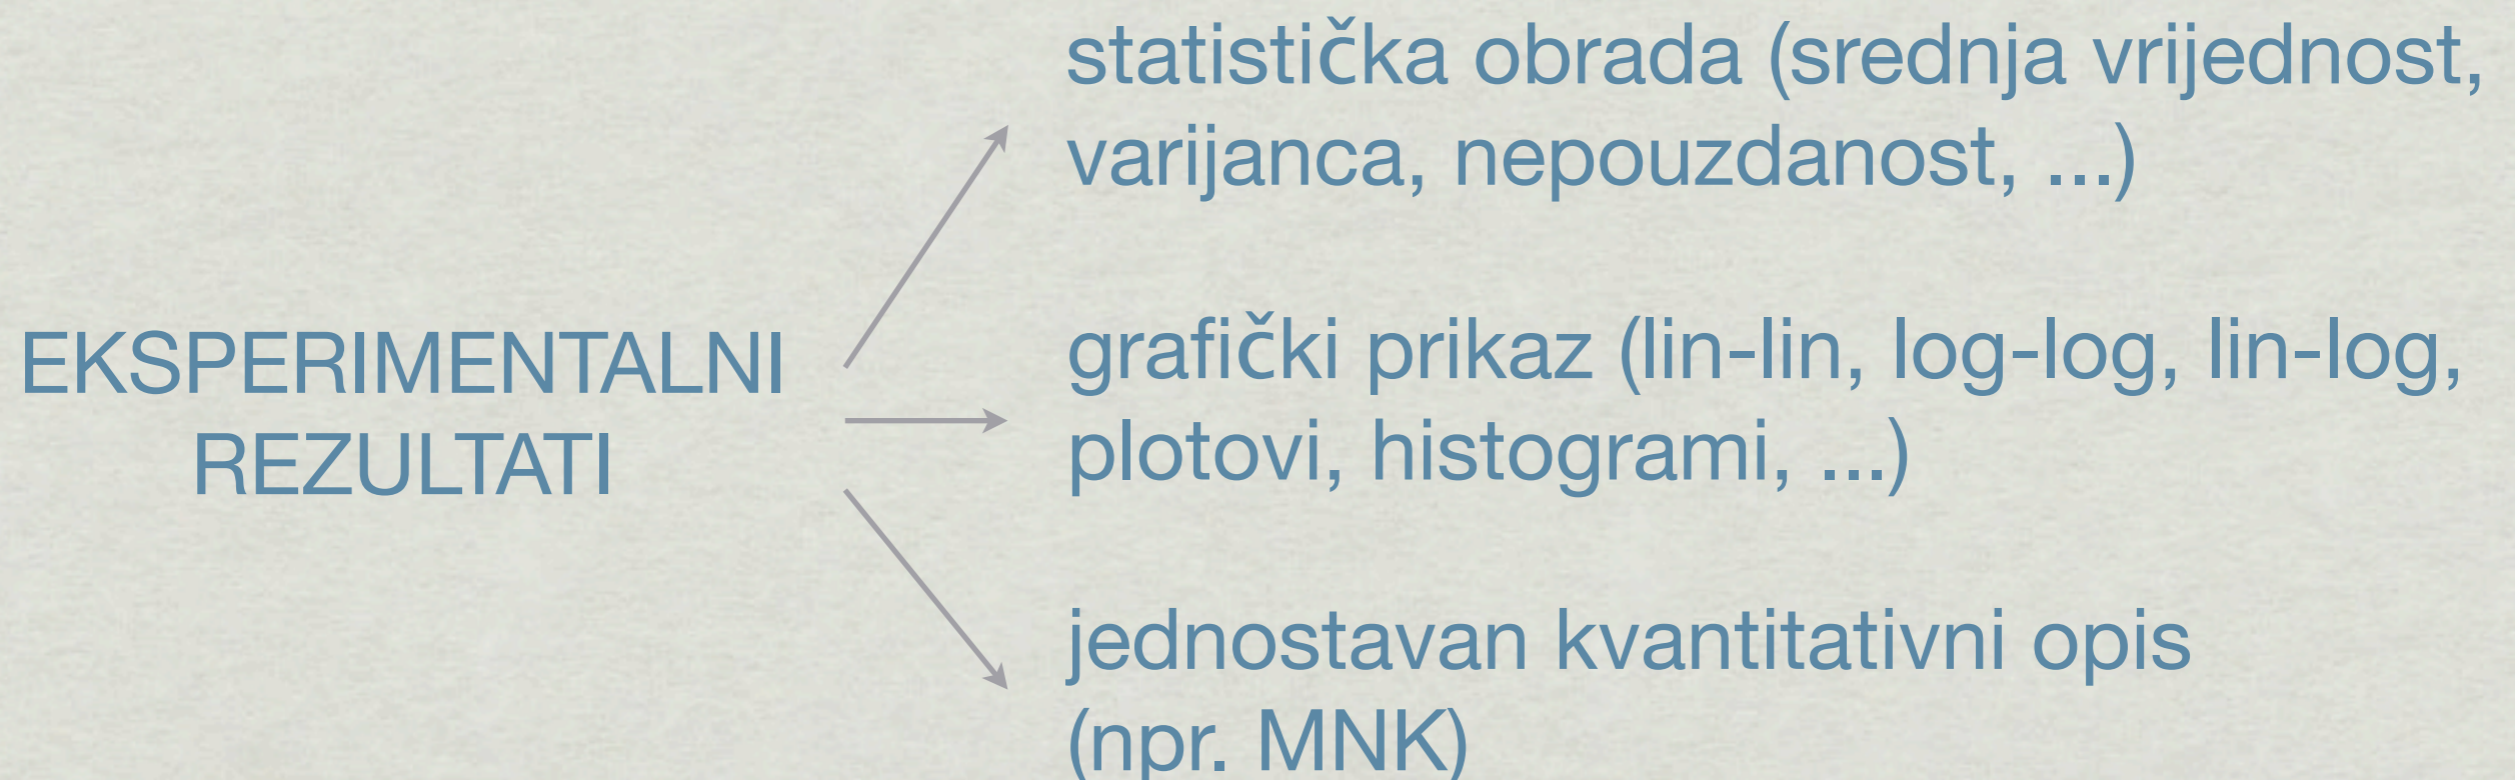 EKSPERIMENTALNI
REZULTATI
statistička obrada (srednja vrijednost,
varijanca, nepouzdanost, ...)
grafički prikaz (lin-lin, log-log, lin-log,
plotovi, histogrami, ...)
jednostavan kvantitativni opis
(npr. MNK)